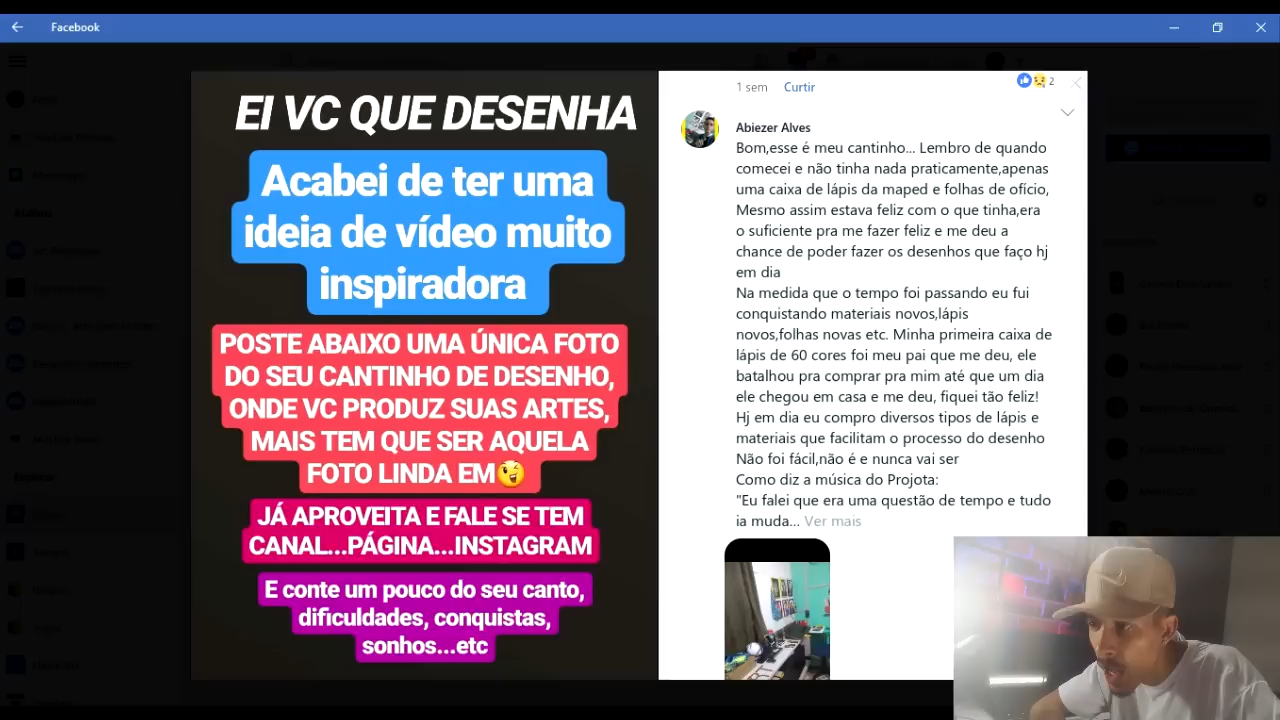 Facebook
EI VC QUE DESENHA
Acabei de ter uma
ideia de vídeo muito
inspiradora
POSTE ABAIXO UMA ÚNICA FOTO
DO SEU CANTINHO DE DESENHO,
ONDE VC PRODUZ SUAS ARTES,
MAIS TEM QUE SER AQUELA
FOTO LINDA EM😉
JÁ APROVEITA E FALE SE TEM
CANAL...PÁGINA...INSTAGRAM
E conte um pouco do seu canto,
dificuldades, conquistas,
sonhos...etc
1 sem Curtir 2
Abiezer Alves
Bom,esse é meu cantinho... Lembro de quando
comecei e não tinha nada praticamente,apenas
uma caixa de lápis da maped e folhas de ofício,
Mesmo assim estava feliz com o que tinha,era
o suficiente pra me fazer feliz e me deu a
chance de poder fazer os desenhos que faço hj
em dia
Na medida que o tempo foi passando eu fui
conquistando materiais novos,lápis
novos,folhas novas etc. Minha primeira caixa de
lápis de 60 cores foi meu pai que me deu, ele
batalhou pra comprar pra mim até que um dia
ele chegou em casa e me deu, fiquei tão feliz!
Hj em dia eu compro diversos tipos de lápis e
materiais que facilitam o processo do desenho
Não foi fácil,não é e nunca vai ser
Como diz a música do Projota:
"Eu falei que era uma questão de tempo e tudo
ia muda... Ver mais